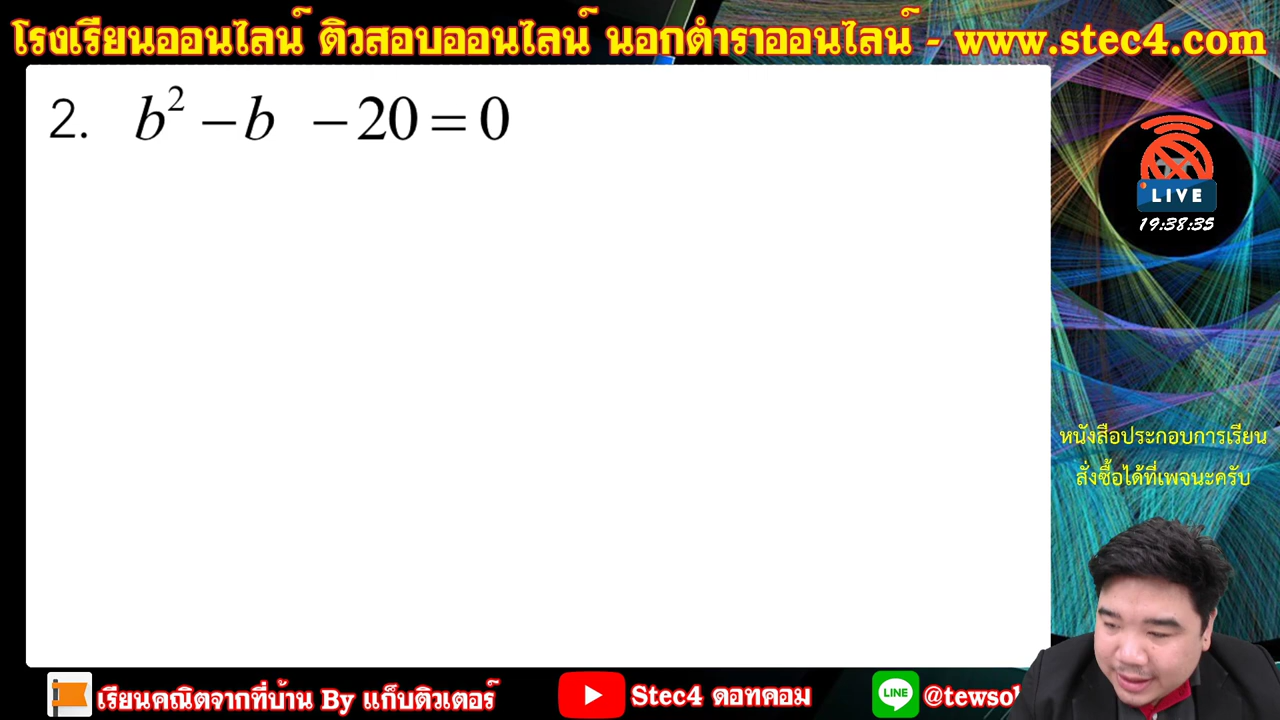 โรงเรียนออนไลน์ ติวสอบออนไลน์ นอกตำราออนไลน์ - www.stec4.com
2. b² - b - 20 = 0
LIVE
19:38:35
หนังสือประกอบการเรียน
สั่งซื้อได้ที่เพจนะครับ
เรียนคณิตจากที่บ้าน By แก็บติวเตอร์
Stec4 ดอทคอม
LINE